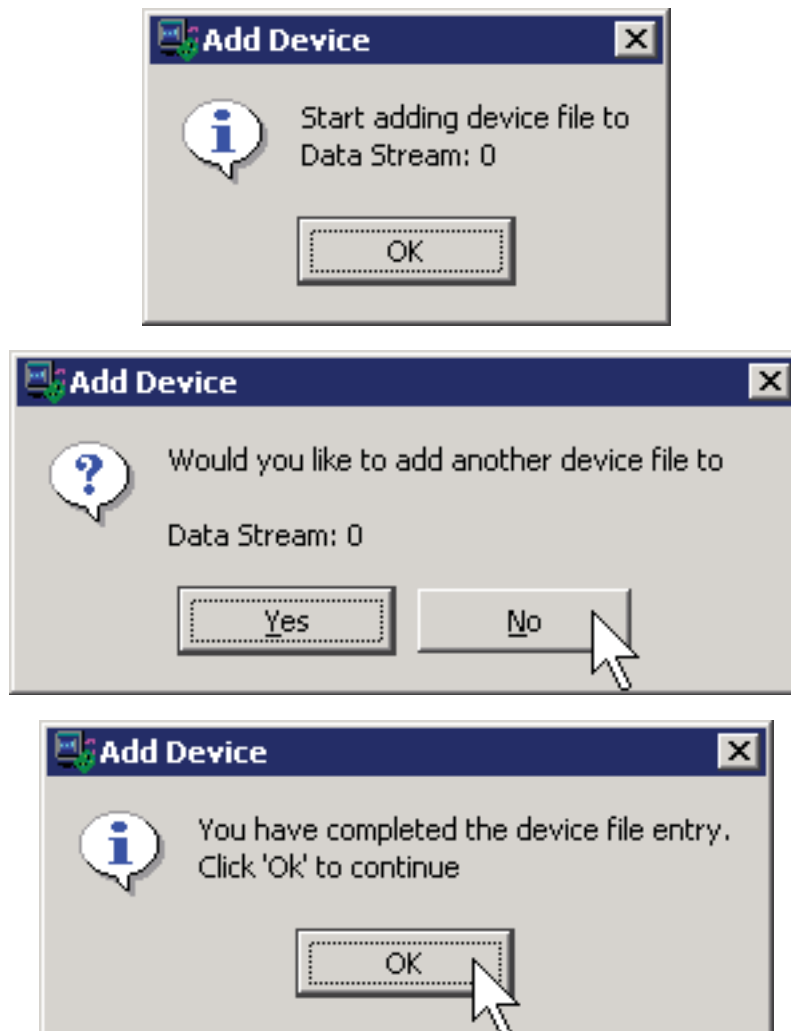 Add Device
Start adding device file to
Data Stream: 0
OK
Add Device
Would you like to add another device file to
Data Stream: 0
Yes No
Add Device
You have completed the device file entry.
Click 'Ok' to continue
OK